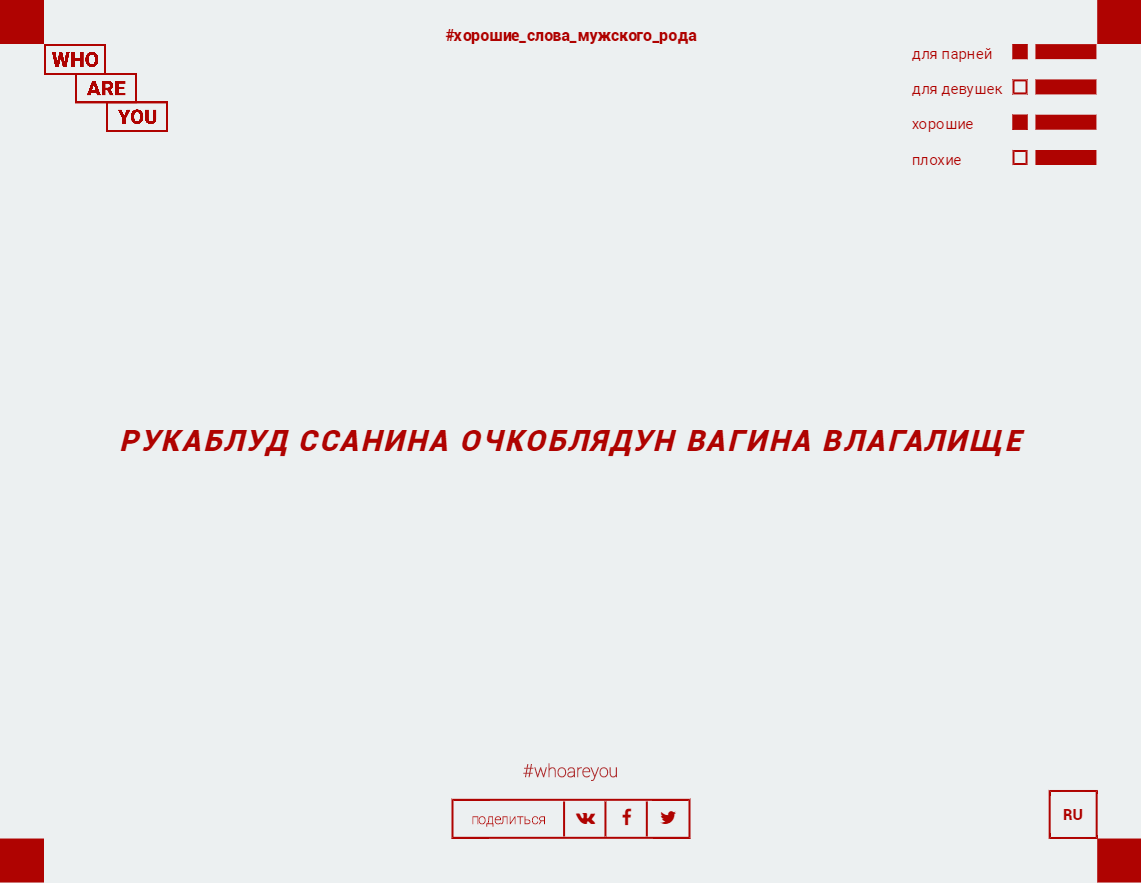 #хорошие_слова_мужского_рода
WHO
ARE
YOU
для парней
для девушек
хорошие
плохие
РУКАБЛУД ССАНИНА ОЧКОБЛЯДУН ВАГИНА ВЛАГАЛИЩЕ
#whoareyou
поделиться
RU